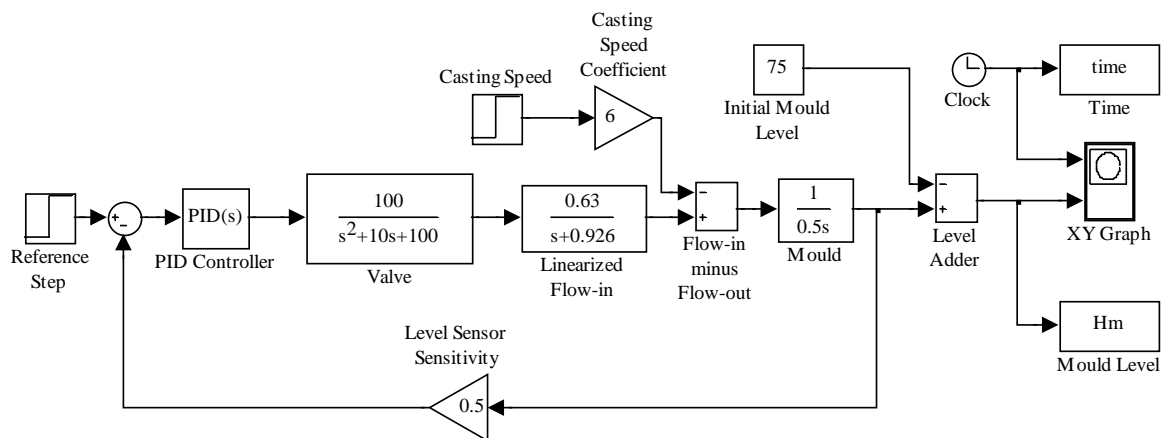 Casting
Speed
Coefficient
Casting Speed
6
75
Initial Mould
Level
Clock
time
Time
Reference
Step
+
−
PID(s)
PID Controller
100
s²+10s+100
Valve
0.63
s+0.926
Linearized
Flow-in
−
+
Flow-in
minus
Flow-out
1
0.5s
Mould
−
+
Level
Adder
XY Graph
Hm
Mould Level
Level Sensor
Sensitivity
0.5